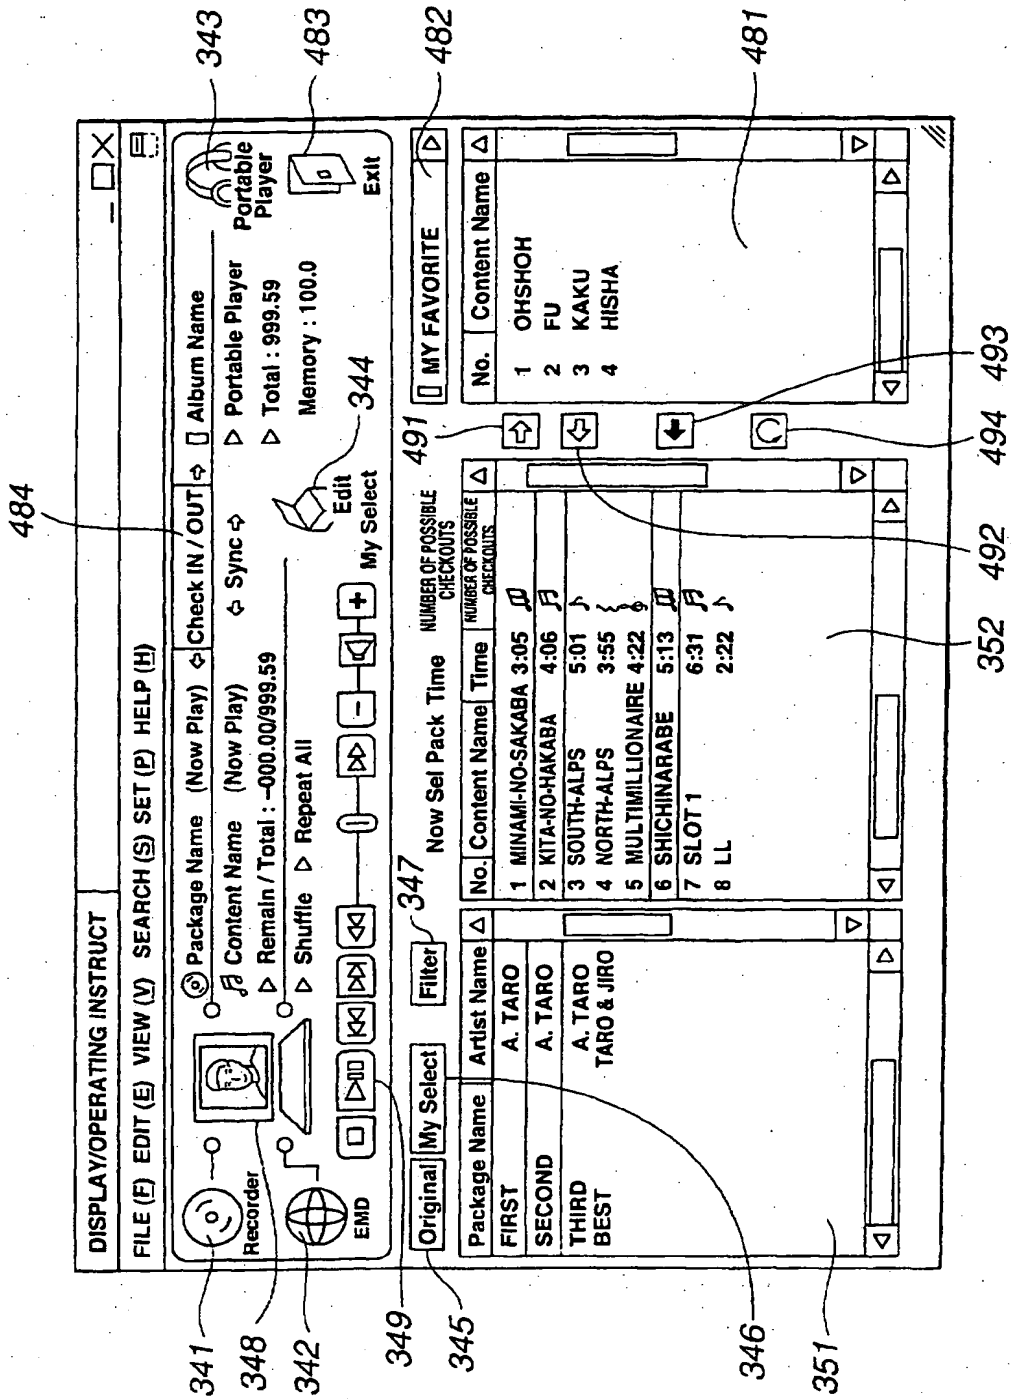 DISPLAY/OPERATING INSTRUCT
FILE (F) EDIT (E) VIEW (V) SEARCH (S) SET (P) HELP (H)
Recorder
EMD
Package Name (Now Play)
Check IN / OUT
Album Name
Content Name (Now Play)
Sync
Portable Player
Remain / Total : -000.00/999.59
Total : 999.59
Shuffle
Repeat All
Memory : 100.0
Portable
Player
Exit
Edit
My Select
Original
My Select
Filter
Now Sel Pack Time
NUMBER OF POSSIBLE
CHECKOUTS
MY FAVORITE
Package Name Artist Name
FIRST A. TARO
SECOND A. TARO
THIRD A. TARO
BEST TARO & JIRO
No. Content Name Time NUMBER OF POSSIBLE
CHECKOUTS
1 MINAMI-NO-SAKABA 3:05
2 KITA-NO-HAKABA 4:06
3 SOUTH-ALPS 5:01
4 NORTH-ALPS 3:55
5 MULTIMILLIONAIRE 4:22
6 SHICHINARABE 5:13
7 SLOT 1 6:31
8 LL 2:22
No. Content Name
1 OHSHOH
2 FU
3 KAKU
4 HISHA
341
348
342
349
345
346
351
347
484
344
491
343
483
482
481
493
494
492
352